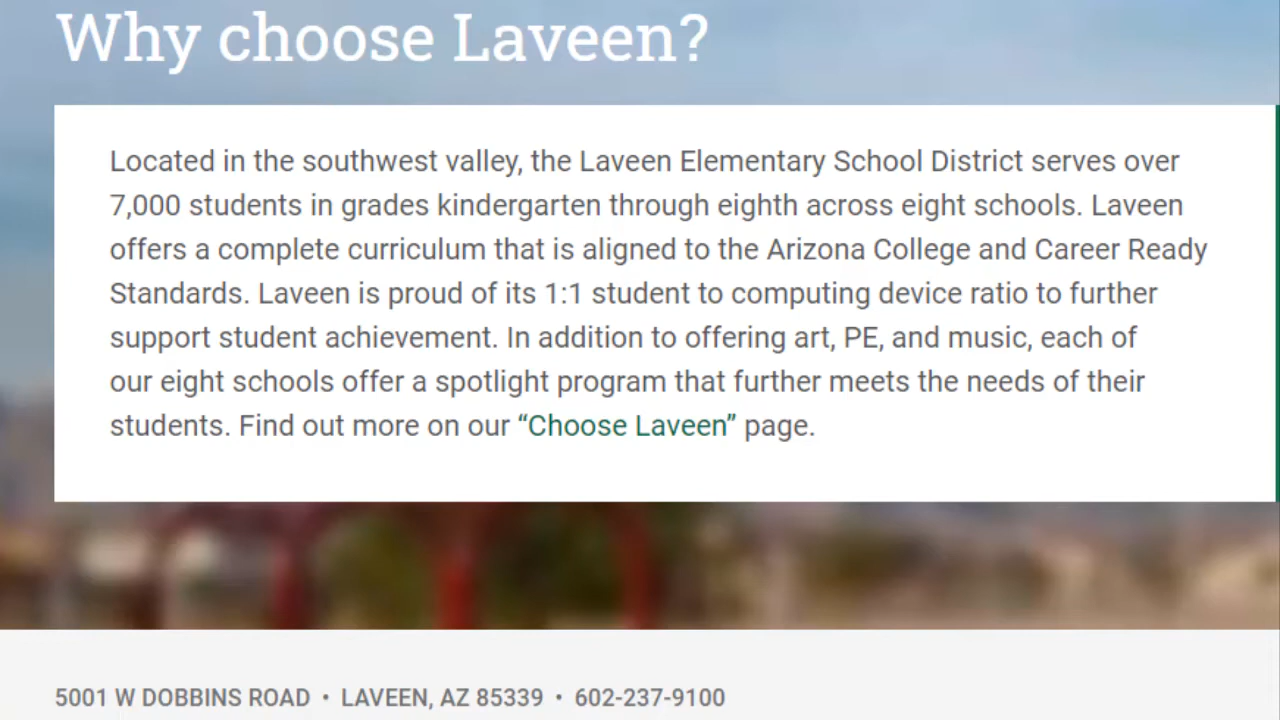 Why choose Laveen?
Located in the southwest valley, the Laveen Elementary School District serves over
7,000 students in grades kindergarten through eighth across eight schools. Laveen
offers a complete curriculum that is aligned to the Arizona College and Career Ready
Standards. Laveen is proud of its 1:1 student to computing device ratio to further
support student achievement. In addition to offering art, PE, and music, each of
our eight schools offer a spotlight program that further meets the needs of their
students. Find out more on our “Choose Laveen” page.
5001 W DOBBINS ROAD • LAVEEN, AZ 85339 • 602-237-9100